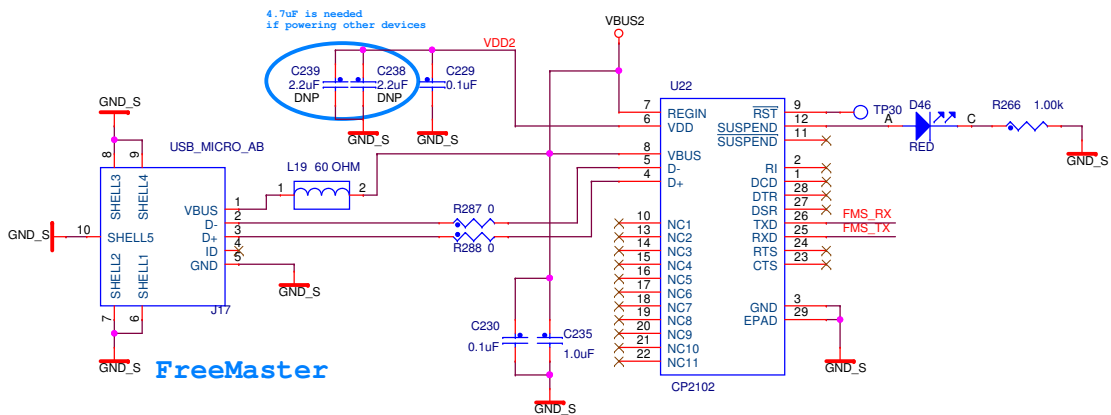 4.7uF is needed
if powering other devices
VBUS2
VDD2
C239
2.2uF
DNP
C238
2.2uF
DNP
C229
0.1uF
GND_S
GND_S
GND_S
U22
7
REGIN
6
VDD
8
VBUS
5
D-
4
D+
10
NC1
13
NC2
14
NC3
15
NC4
16
NC5
17
NC6
18
NC7
19
NC8
20
NC9
21
NC10
22
NC11
9
RST
12
SUSPEND
11
SUSPEND
2
RI
1
DCD
28
DTR
27
DSR
26
TXD
25
RXD
24
RTS
23
CTS
3
GND
29
EPAD
CP2102
TP30
D46
A
C
RED
R266 1.00k
GND_S
FMS_RX
FMS_TX
GND_S
USB_MICRO_AB
8
9
SHELL3
SHELL4
GND_S
10
SHELL5
SHELL2
SHELL1
7
6
VBUS
1
D-
2
D+
3
ID
4
GND
5
J17
GND_S
GND_S
L19 60 OHM
1
2
R287 0
R288 0
C230
0.1uF
C235
1.0uF
GND_S
FreeMaster